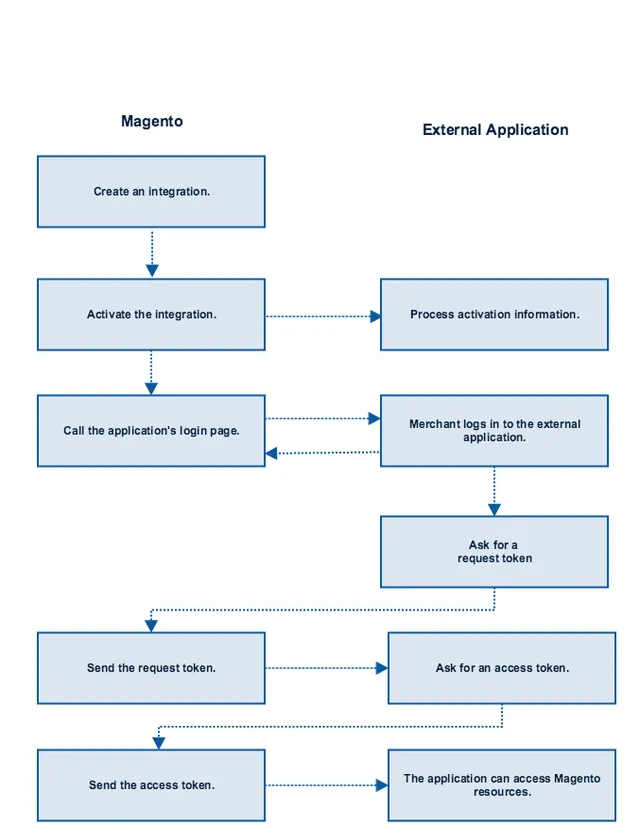 Magento
External Application
Create an integration.
Activate the integration.
Process activation information.
Call the application's login page.
Merchant logs in to the external
application.
Ask for a
request token
Send the request token.
Ask for an access token.
Send the access token.
The application can access Magento
resources.